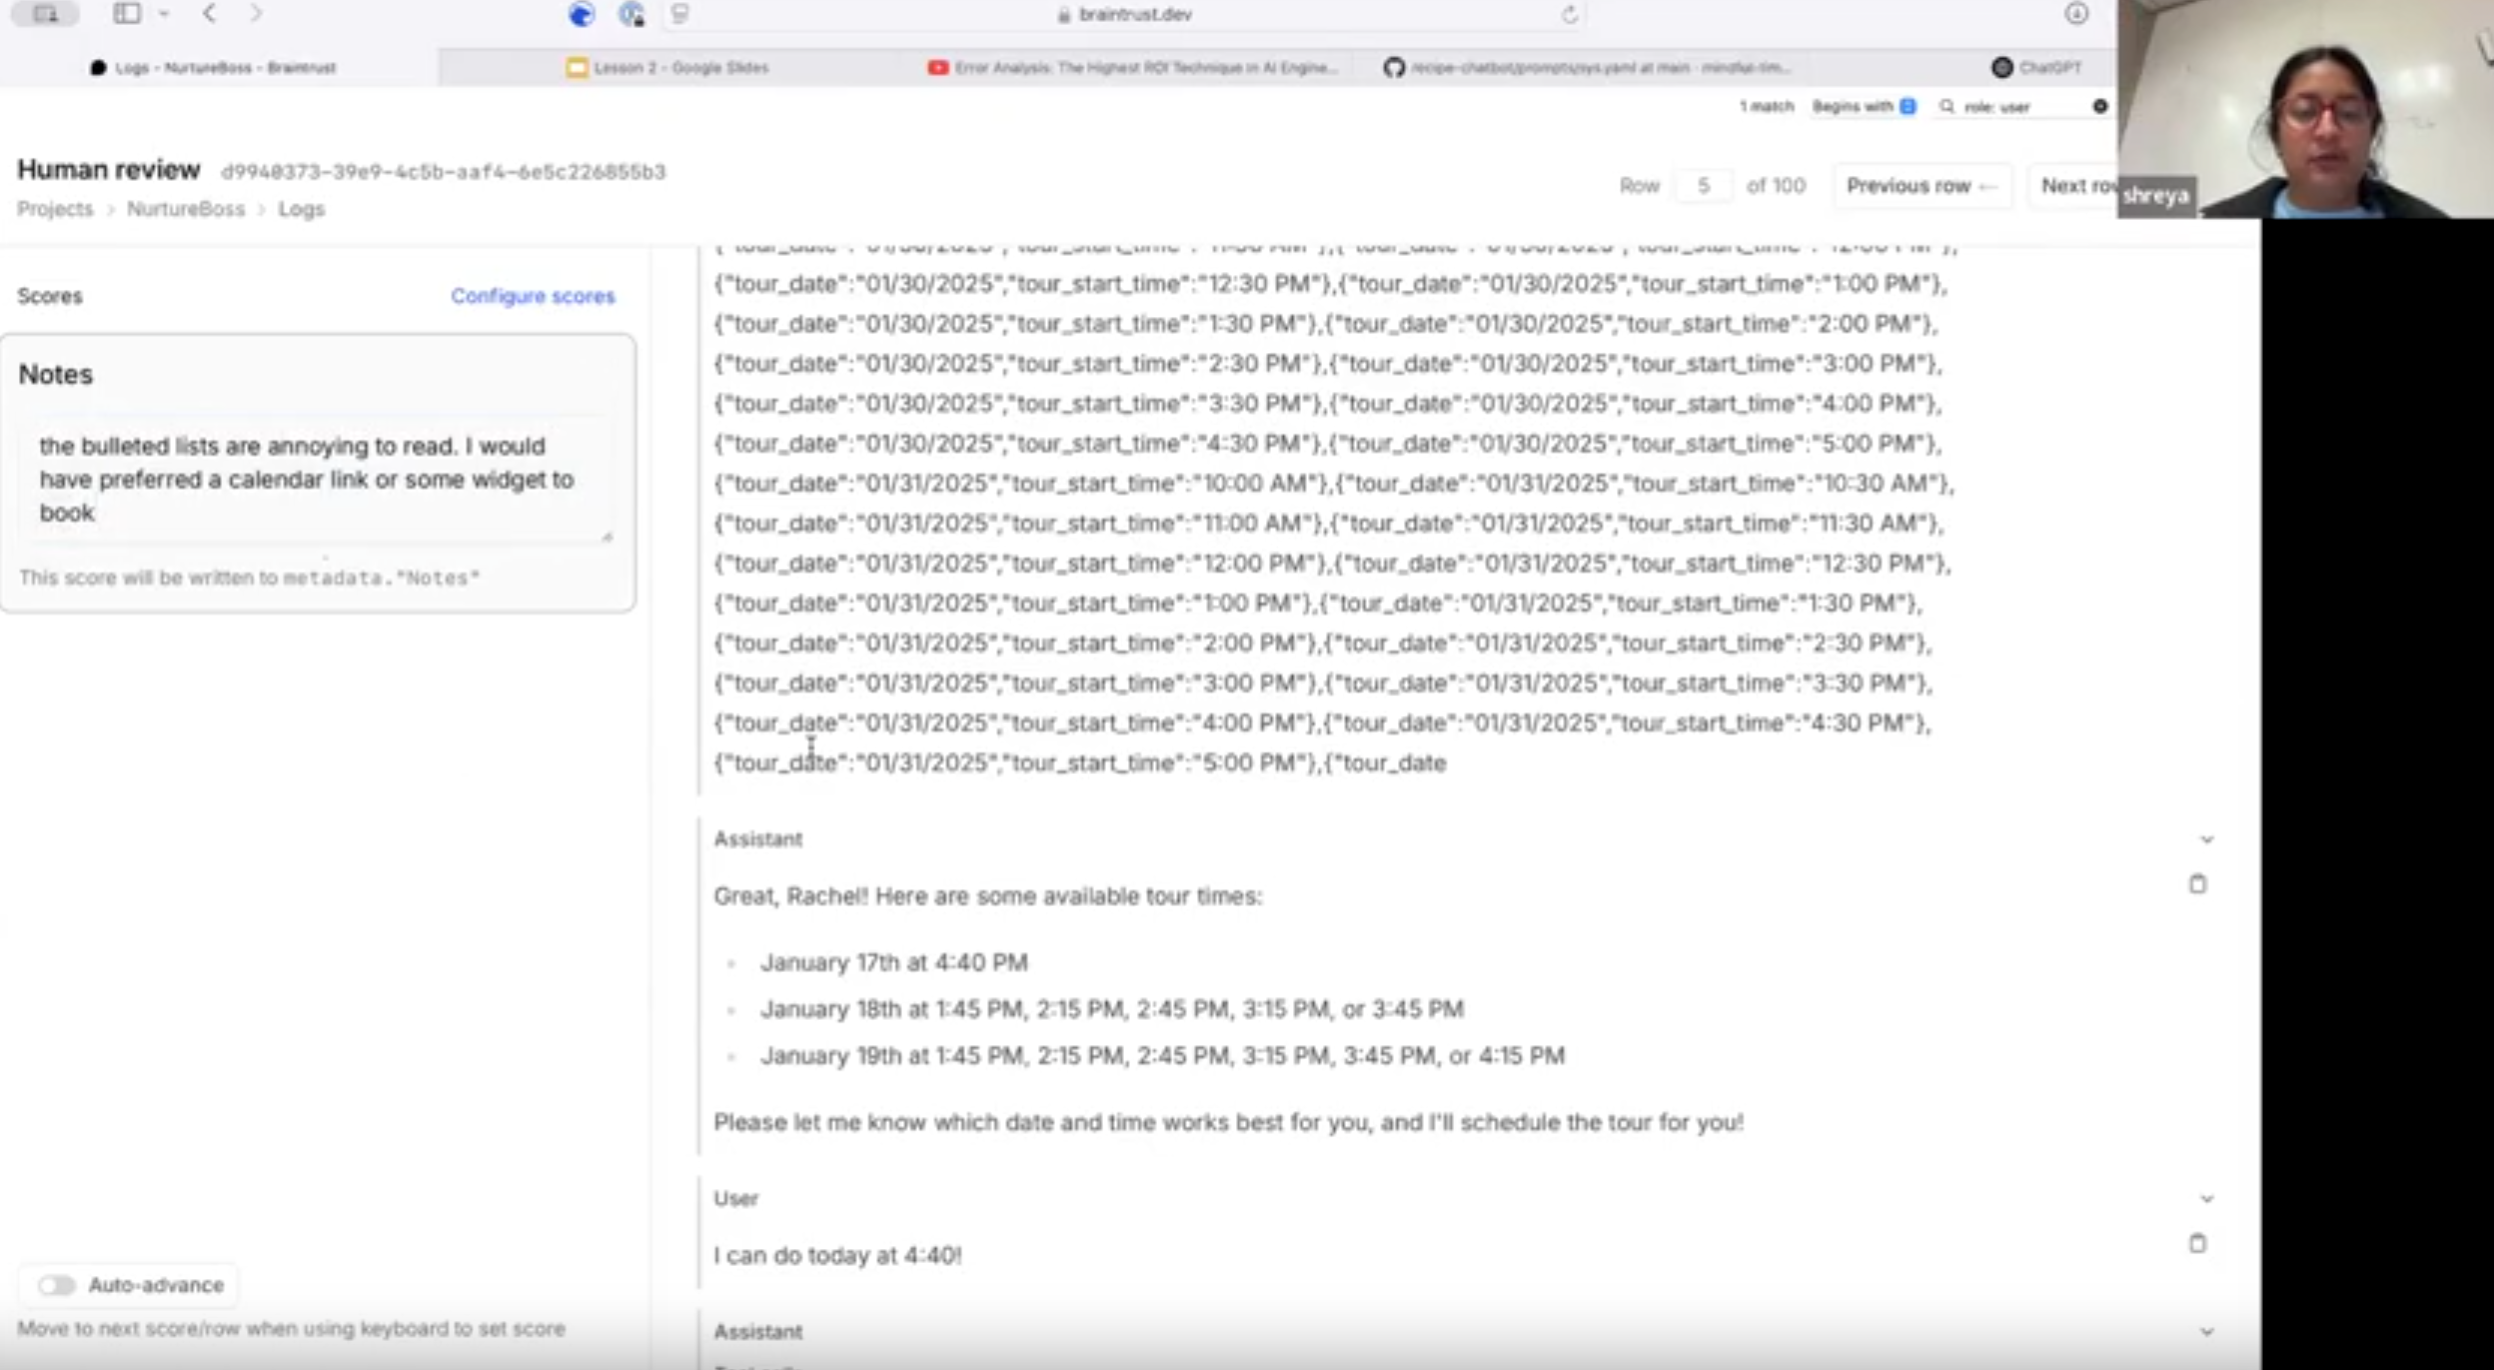 braintrust.dev
Logs - NurtureBoss - Braintrust
Lesson 2 - Google Slides
Error Analysis: The Highest ROI Technique in AI Engine...
recipe-chatbot/prompts/sys.yaml at main · mindful-tim...
ChatGPT
1 match Begins with role: user
shreya
Human review d9940373-39e9-4c5b-aaf4-6e5c226855b3
Row 5 of 100 Previous row ← Next ro
Projects > NurtureBoss > Logs
Scores Configure scores
Notes
the bulleted lists are annoying to read. I would
have preferred a calendar link or some widget to
book
This score will be written to metadata."Notes"
Auto-advance
Move to next score/row when using keyboard to set score
{"tour_date":"01/30/2025","tour_start_time":"12:30 PM"},{"tour_date":"01/30/2025","tour_start_time":"1:00 PM"},
{"tour_date":"01/30/2025","tour_start_time":"1:30 PM"},{"tour_date":"01/30/2025","tour_start_time":"2:00 PM"},
{"tour_date":"01/30/2025","tour_start_time":"2:30 PM"},{"tour_date":"01/30/2025","tour_start_time":"3:00 PM"},
{"tour_date":"01/30/2025","tour_start_time":"3:30 PM"},{"tour_date":"01/30/2025","tour_start_time":"4:00 PM"},
{"tour_date":"01/30/2025","tour_start_time":"4:30 PM"},{"tour_date":"01/30/2025","tour_start_time":"5:00 PM"},
{"tour_date":"01/31/2025","tour_start_time":"10:00 AM"},{"tour_date":"01/31/2025","tour_start_time":"10:30 AM"},
{"tour_date":"01/31/2025","tour_start_time":"11:00 AM"},{"tour_date":"01/31/2025","tour_start_time":"11:30 AM"},
{"tour_date":"01/31/2025","tour_start_time":"12:00 PM"},{"tour_date":"01/31/2025","tour_start_time":"12:30 PM"},
{"tour_date":"01/31/2025","tour_start_time":"1:00 PM"},{"tour_date":"01/31/2025","tour_start_time":"1:30 PM"},
{"tour_date":"01/31/2025","tour_start_time":"2:00 PM"},{"tour_date":"01/31/2025","tour_start_time":"2:30 PM"},
{"tour_date":"01/31/2025","tour_start_time":"3:00 PM"},{"tour_date":"01/31/2025","tour_start_time":"3:30 PM"},
{"tour_date":"01/31/2025","tour_start_time":"4:00 PM"},{"tour_date":"01/31/2025","tour_start_time":"4:30 PM"},
{"tour_date":"01/31/2025","tour_start_time":"5:00 PM"},{"tour_date
Assistant
Great, Rachel! Here are some available tour times:
January 17th at 4:40 PM
January 18th at 1:45 PM, 2:15 PM, 2:45 PM, 3:15 PM, or 3:45 PM
January 19th at 1:45 PM, 2:15 PM, 2:45 PM, 3:15 PM, 3:45 PM, or 4:15 PM
Please let me know which date and time works best for you, and I'll schedule the tour for you!
User
I can do today at 4:40!
Assistant